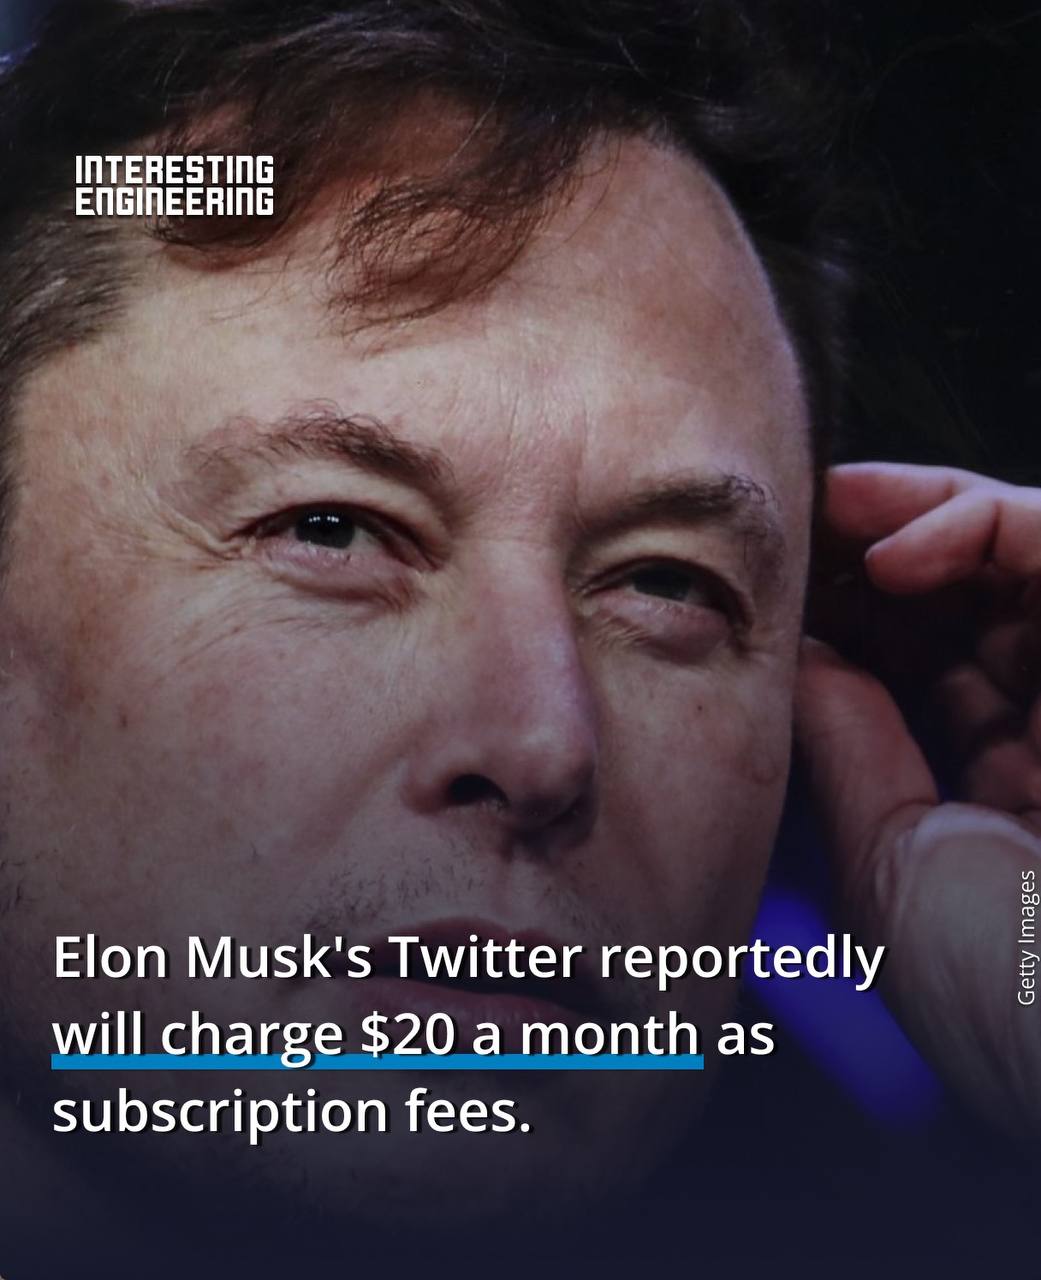 INTERESTING
ENGINEERING
Getty Images
Elon Musk's Twitter reportedly
will charge $20 a month as
subscription fees.